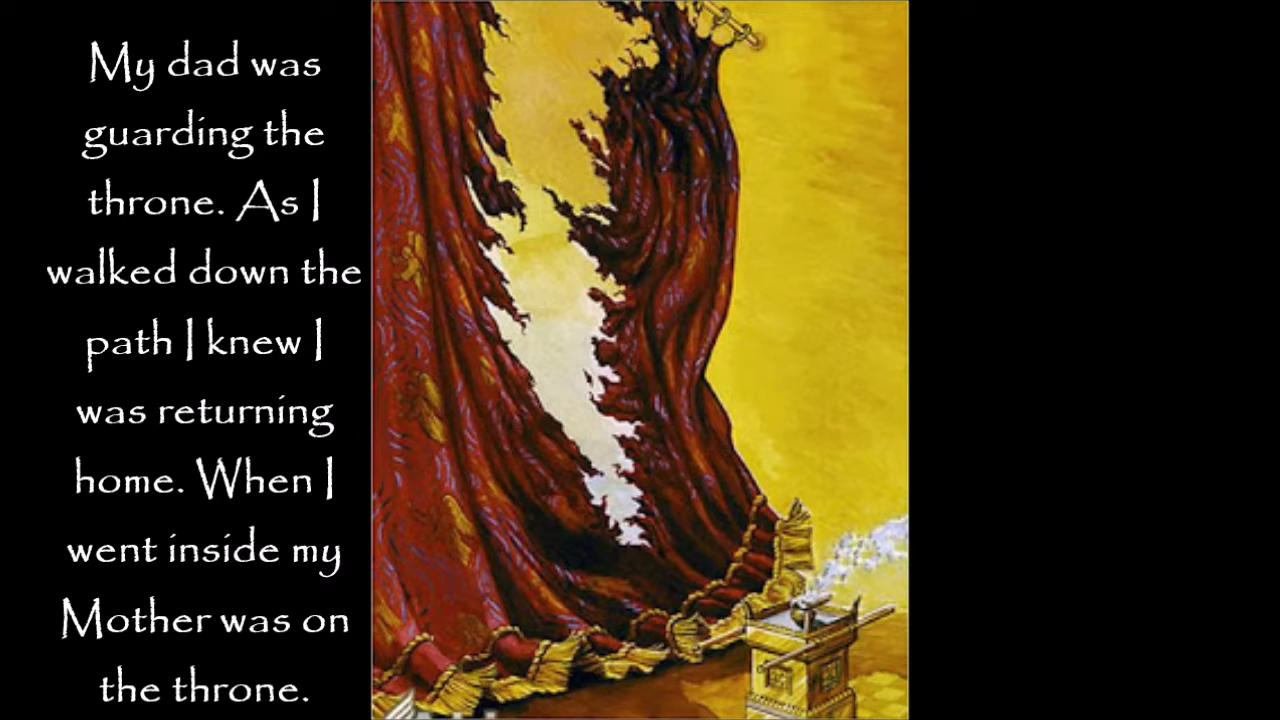 My dad was
guarding the
throne. As I
walked down the
path I knew I
was returning
home. When I
went inside my
Mother was on
the throne.